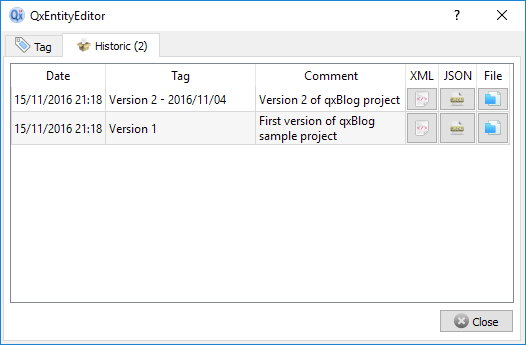 QxEntityEditor
Tag
Historic (2)
Date Tag Comment XML JSON File
15/11/2016 21:18 Version 2 - 2016/11/04 Version 2 of qxBlog project
15/11/2016 21:18 Version 1 First version of qxBlog
sample project
Close